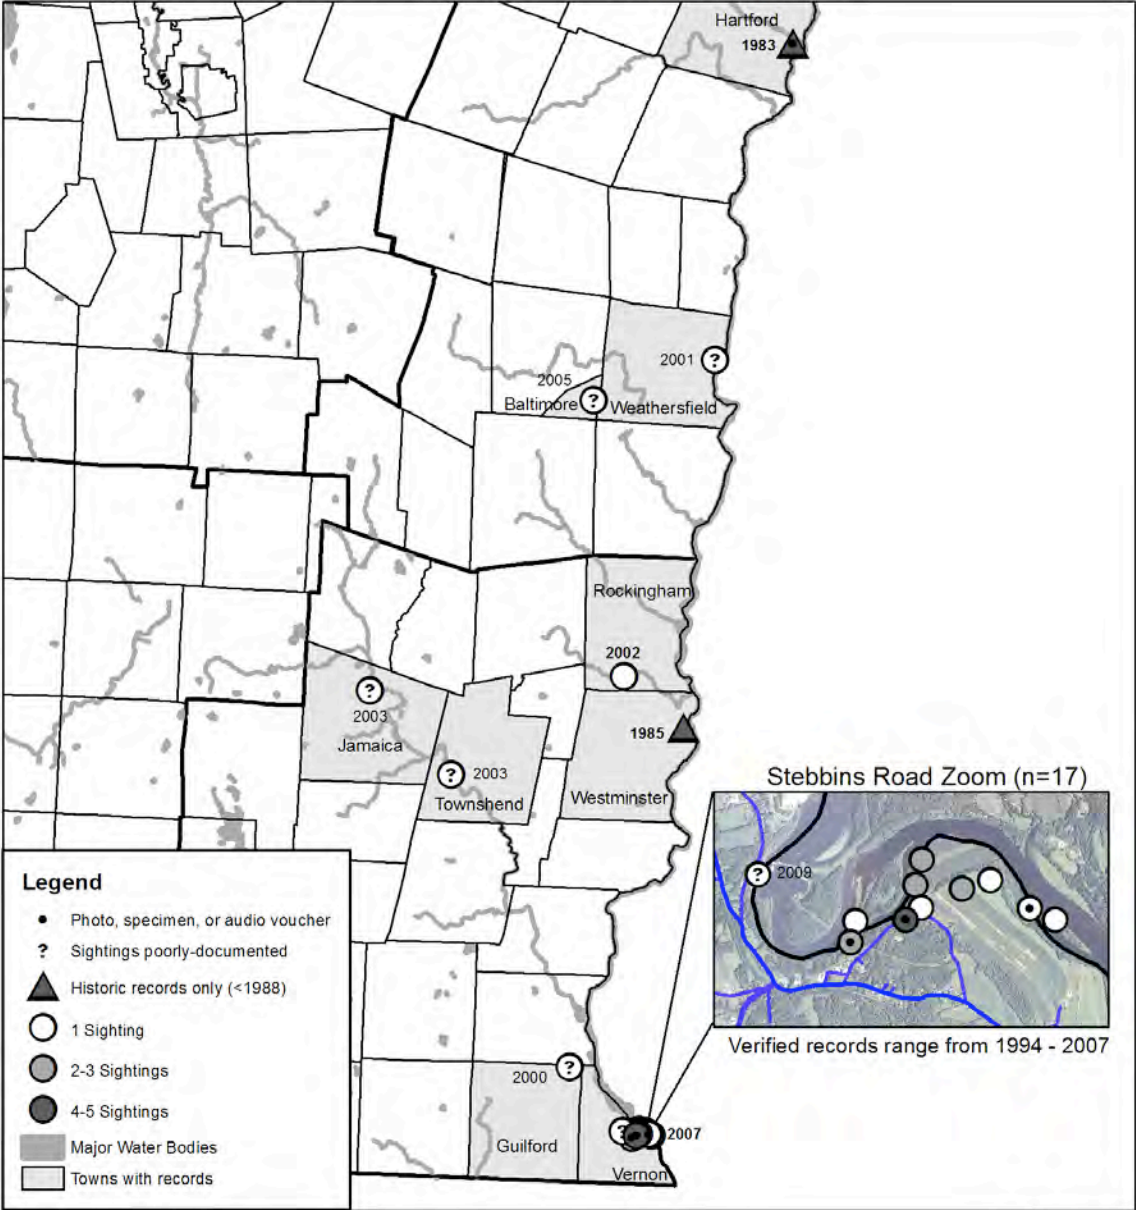 Hartford
1983
2001
2005
Baltimore
?
?
Weathersfield
Rockingham
2002
?
2003
Jamaica
1985
?
2003
Townshend
Westminster
Stebbins Road Zoom (n=17)
?
2009
Verified records range from 1994 - 2007
Legend
Photo, specimen, or audio voucher
? Sightings poorly-documented
Historic records only (<1988)
1 Sighting
2-3 Sightings
4-5 Sightings
Major Water Bodies
Towns with records
2000
?
Guilford
?
2007
Vernon